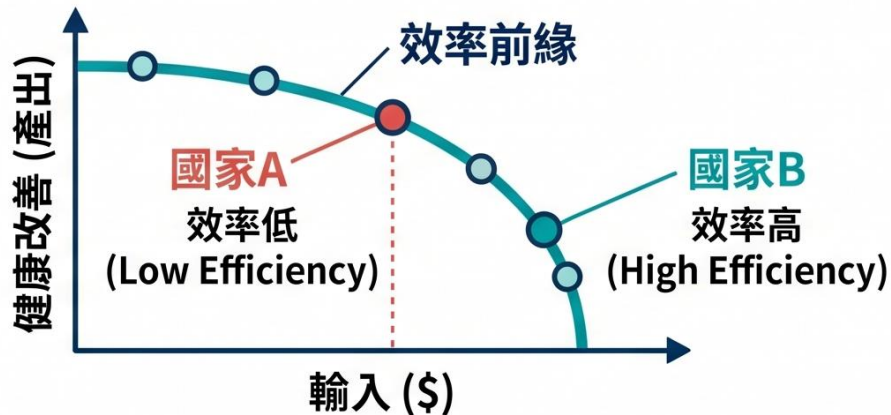 效率前緣
健康改善 (產出)
國家A
效率低
(Low Efficiency)
國家B
效率高
(High Efficiency)
輸入 ($)